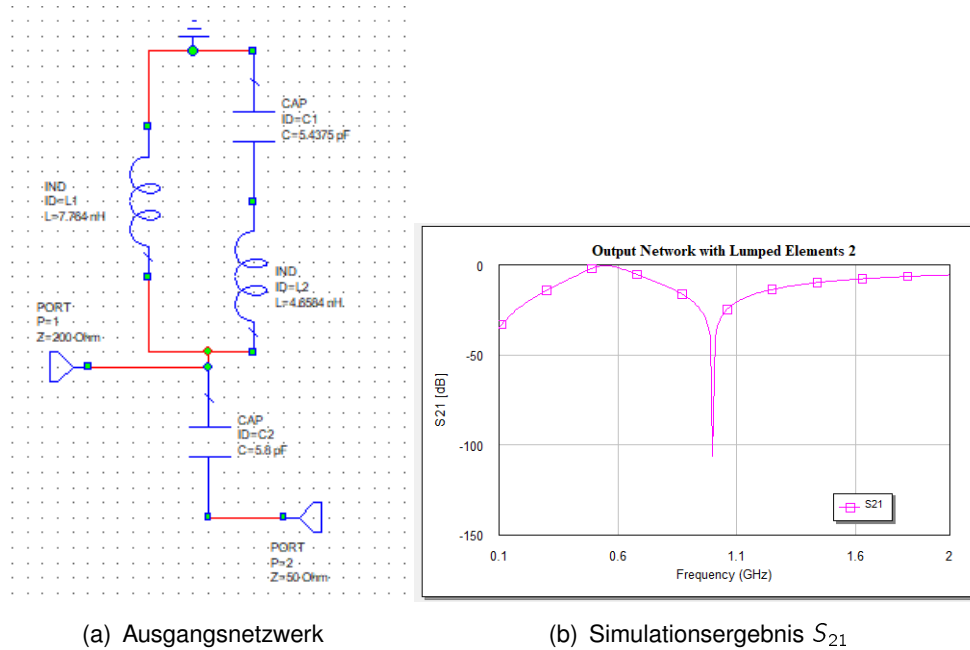 CAP
ID=C1
C=5.4375 pF
IND
ID=L1
L=7.764 nH
IND
ID=L2
L=4.6584 nH
PORT
P=1
Z=200 Ohm
CAP
ID=C2
C=5.8 pF
PORT
P=2
Z=50 Ohm
(a) Ausgangsnetzwerk
Output Network with Lumped Elements 2
0
-50
-100
-150
S21 [dB]
S21
0.1
0.6
1.1
1.6
2
Frequency (GHz)
(b) Simulationsergebnis S21